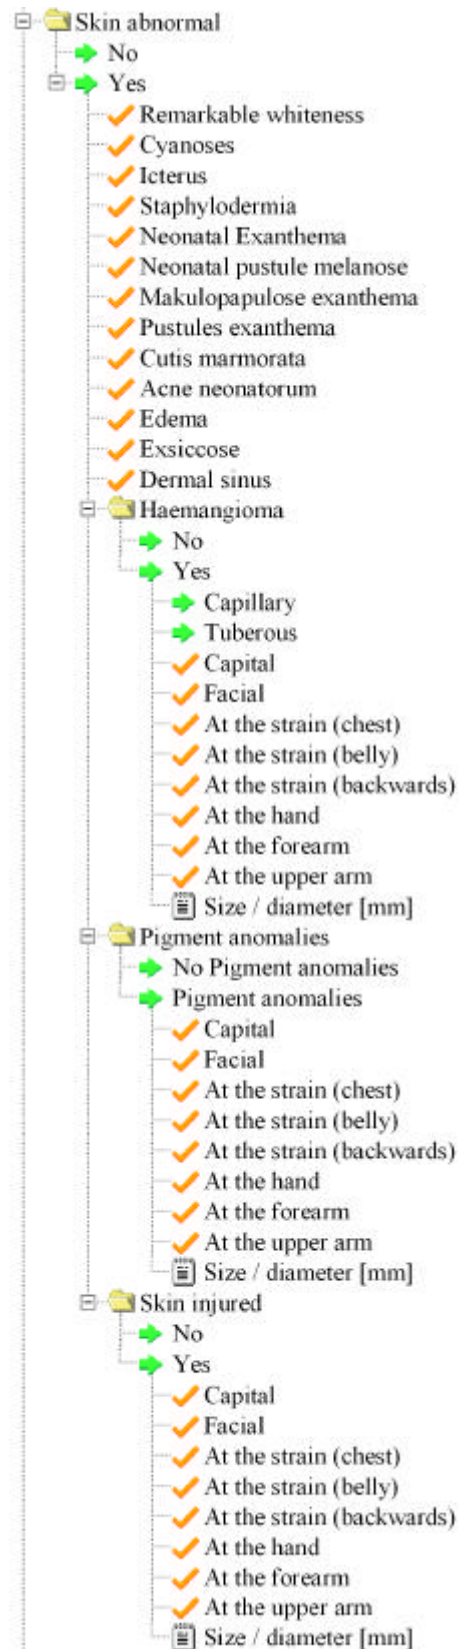 Skin abnormal
No
Yes
Remarkable whiteness
Cyanoses
Icterus
Staphylodermia
Neonatal Exanthema
Neonatal pustule melanose
Makulopapulose exanthema
Pustules exanthema
Cutis marmorata
Acne neonatorum
Edema
Exsiccose
Dermal sinus
Haemangioma
No
Yes
Capillary
Tuberous
Capital
Facial
At the strain (chest)
At the strain (belly)
At the strain (backwards)
At the hand
At the forearm
At the upper arm
Size / diameter [mm]
Pigment anomalies
No Pigment anomalies
Pigment anomalies
Capital
Facial
At the strain (chest)
At the strain (belly)
At the strain (backwards)
At the hand
At the forearm
At the upper arm
Size / diameter [mm]
Skin injured
No
Yes
Capital
Facial
At the strain (chest)
At the strain (belly)
At the strain (backwards)
At the hand
At the forearm
At the upper arm
Size / diameter [mm]